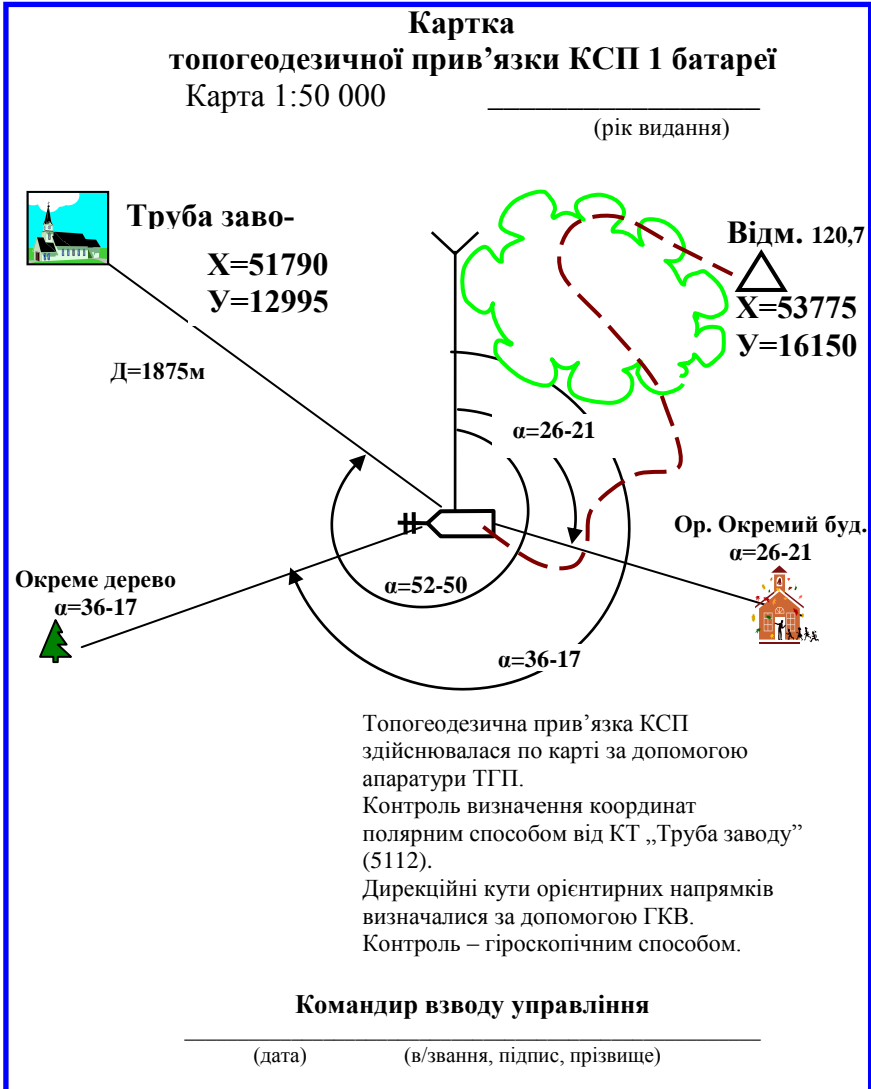 Картка
топогеодезичної прив’язки КСП 1 батареї
Карта 1:50 000 ___________________
(рік видання)
Труба заво-
Х=51790
У=12995
Відм. 120,7
Х=53775
У=16150
Д=1875м
α=26-21
Ор. Окремий буд.
α=26-21
Окреме дерево
α=36-17
α=52-50
α=36-17
Топогеодезична прив’язка КСП
здійснювалася по карті за допомогою
апаратури ТГП.
Контроль визначення координат
полярним способом від КТ „Труба заводу”
(5112).
Дирекційні кути орієнтирних напрямків
визначалися за допомогою ГКВ.
Контроль – гіроскопічним способом.
Командир взводу управління
________________________________________________
(дата) (в/звання, підпис, прізвище)